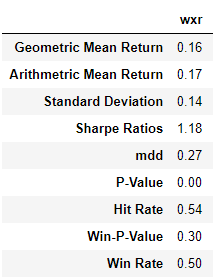 wxr
Geometric Mean Return 0.16
Arithmetic Mean Return 0.17
Standard Deviation 0.14
Sharpe Ratios 1.18
mdd 0.27
P-Value 0.00
Hit Rate 0.54
Win-P-Value 0.30
Win Rate 0.50